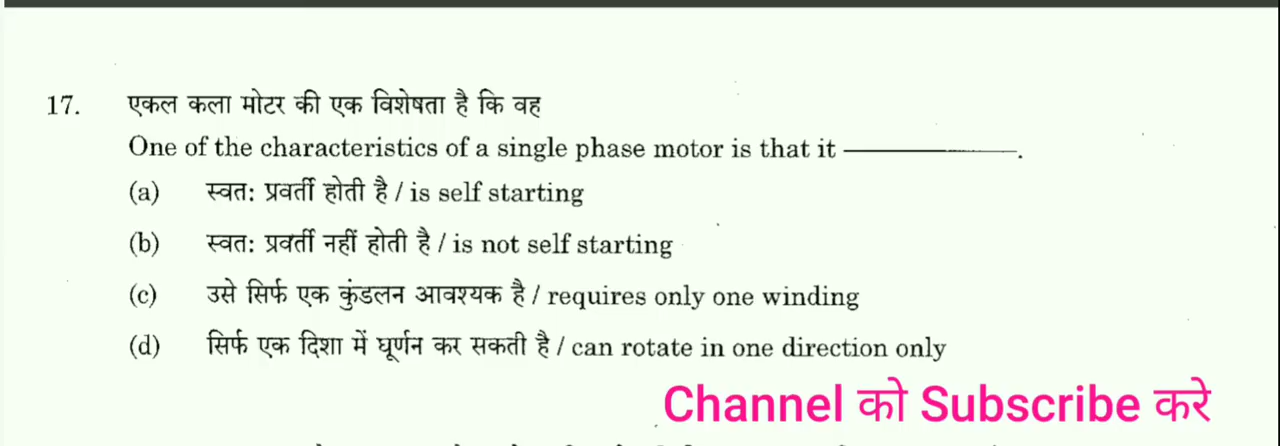 17. एकल कला मोटर की एक विशेषता है कि वह
One of the characteristics of a single phase motor is that it ————.
(a) स्वत: प्रवर्ती होती है / is self starting
(b) स्वत: प्रवर्ती नहीं होती है / is not self starting
(c) उसे सिर्फ एक कुंडलन आवश्यक है / requires only one winding
(d) सिर्फ एक दिशा में घूर्णन कर सकती है / can rotate in one direction only
Channel को Subscribe करे